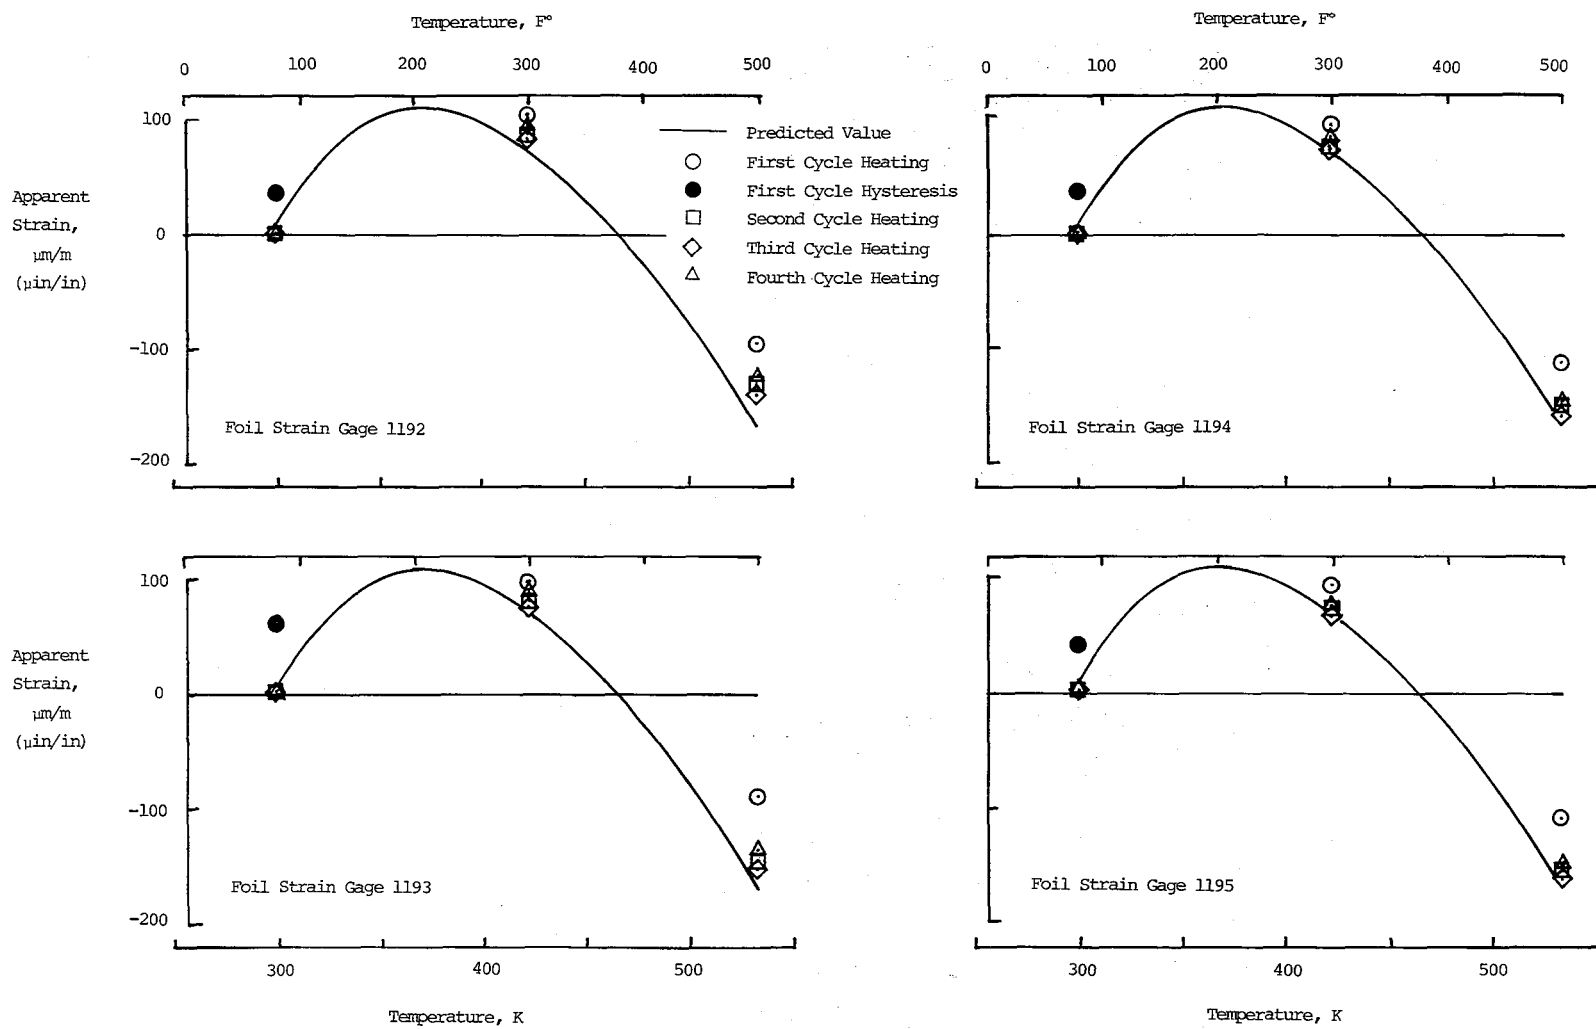 Temperature, F°
Temperature, F°
0 100 200 300 400 500
0 100 200 300 400 500
100
0
-100
-200
Apparent
Strain,
μm/m
(μin/in)
Predicted Value
First Cycle Heating
First Cycle Hysteresis
Second Cycle Heating
Third Cycle Heating
Fourth Cycle Heating
Foil Strain Gage 1192
Foil Strain Gage 1194
100
0
-100
-200
Apparent
Strain,
μm/m
(μin/in)
Foil Strain Gage 1193
Foil Strain Gage 1195
300 400 500
300 400 500
Temperature, K
Temperature, K